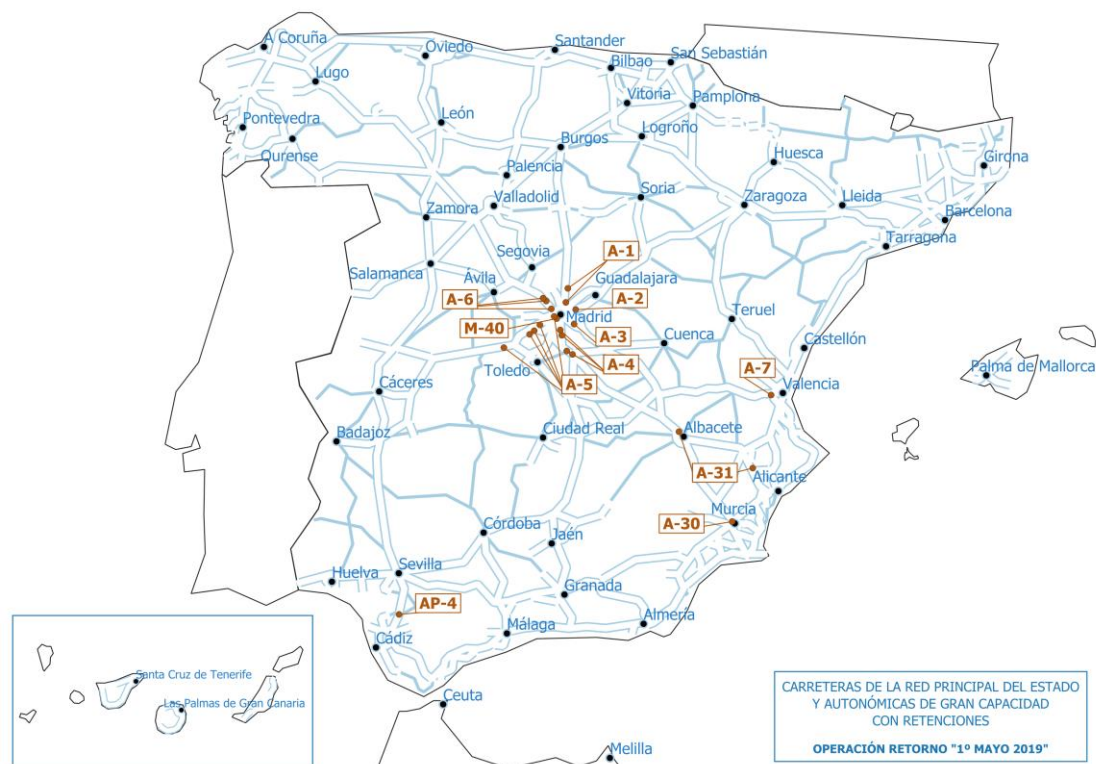 A Coruña
Oviedo
Santander
Bilbao
San Sebastián
Lugo
Vitoria
Pamplona
Pontevedra
León
Logroño
Ourense
Burgos
Huesca
Girona
Palencia
Soria
Valladolid
Zaragoza
Lleida
Zamora
Barcelona
Tarragona
Segovia
A-1
Salamanca
Ávila
Guadalajara
A-6
A-2
Madrid
M-40
Teruel
A-3
Cuenca
Castellón
Toledo
A-4
A-7
Palma de Mallorca
A-5
Cáceres
Valencia
Badajoz
Ciudad Real
Albacete
A-31
Alicante
Murcia
A-30
Córdoba
Jaén
Sevilla
Huelva
Granada
AP-4
Almería
Málaga
Cádiz
Santa Cruz de Tenerife
Las Palmas de Gran Canaria
Ceuta
Melilla
CARRETERAS DE LA RED PRINCIPAL DEL ESTADO
Y AUTONÓMICAS DE GRAN CAPACIDAD
CON RETENCIONES
OPERACIÓN RETORNO "1º MAYO 2019"